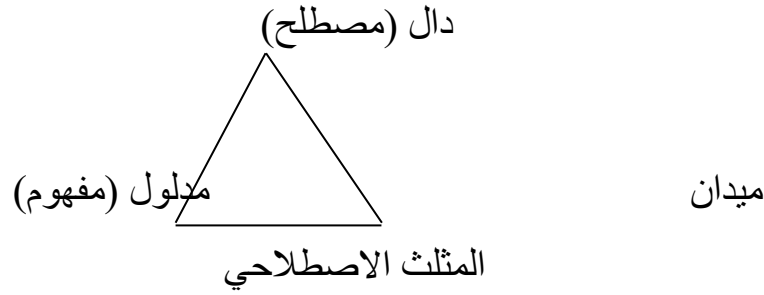 دال (مصطلح)
ميدان مدلول (مفهوم)
المثلث الاصطلاحي